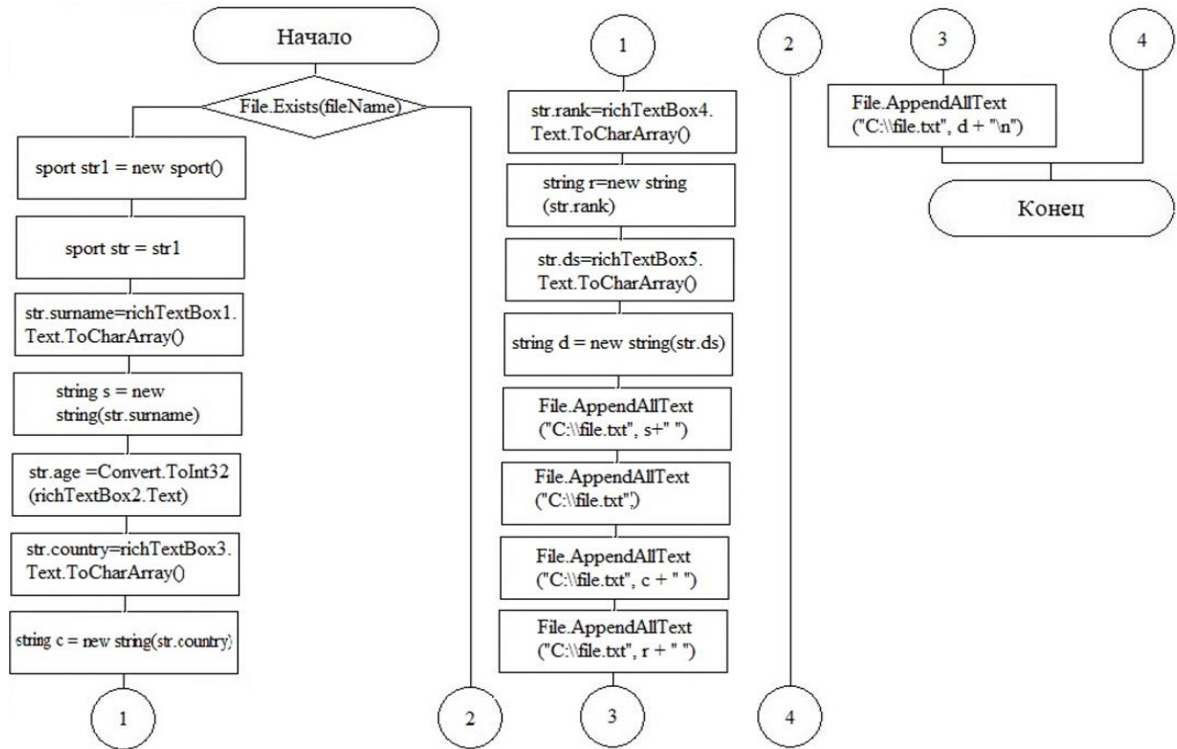 Начало
File.Exists(fileName)
sport str1 = new sport()
sport str = str1
str.surname=richTextBox1.
Text.ToCharArray()
string s = new
string(str.surname)
str.age =Convert.ToInt32
(richTextBox2.Text)
str.country=richTextBox3.
Text.ToCharArray()
string c = new string(str.country)
1
2
1
str.rank=richTextBox4.
Text.ToCharArray()
string r=new string
(str.rank)
str.ds=richTextBox5.
Text.ToCharArray()
string d = new string(str.ds)
File.AppendAllText
("C:\\file.txt", s+" ")
File.AppendAllText
("C:\\file.txt",)
File.AppendAllText
("C:\\file.txt", c + " ")
File.AppendAllText
("C:\\file.txt", r + " ")
3
2
4
3
File.AppendAllText
("C:\\file.txt", d + "\n")
4
Конец